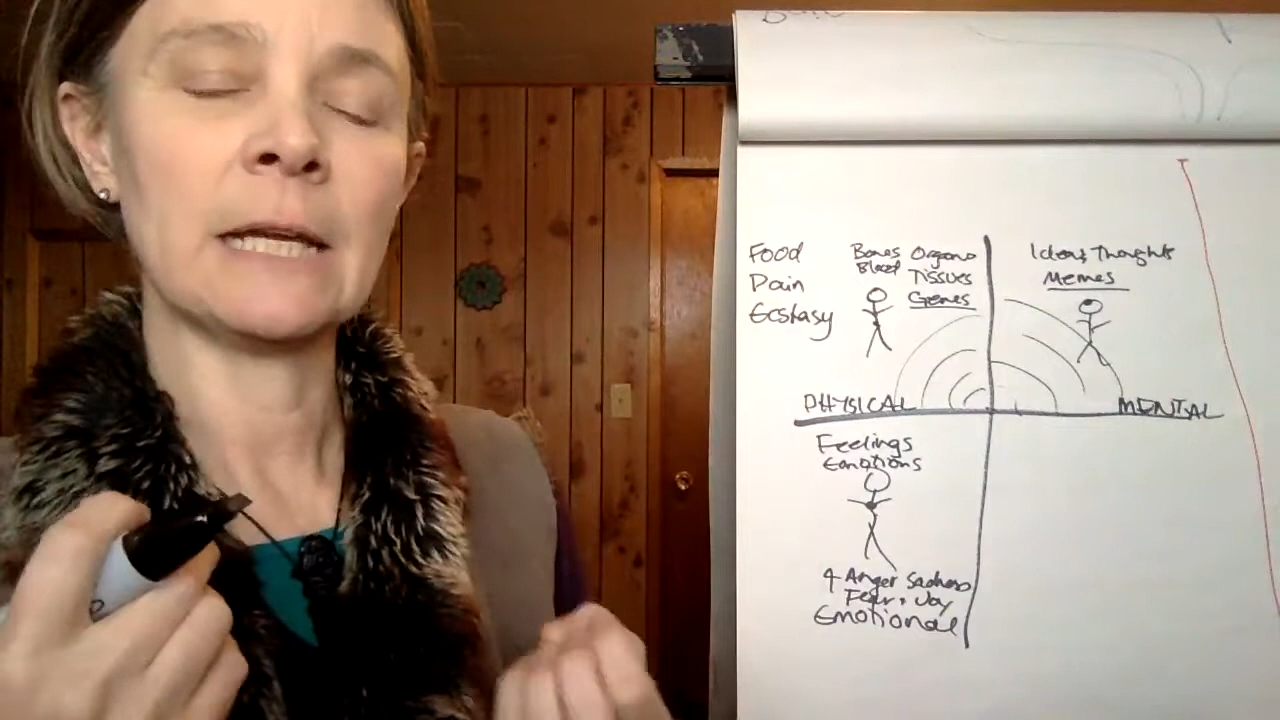 Food
Pain
Ecstasy
Bones Organs
Blood Tissues
Genes
PHYSICAL
Ideas Thoughts
Memes
MENTAL
Feelings
Emotions
4 Anger Sadness
Fear + Joy
Emotional